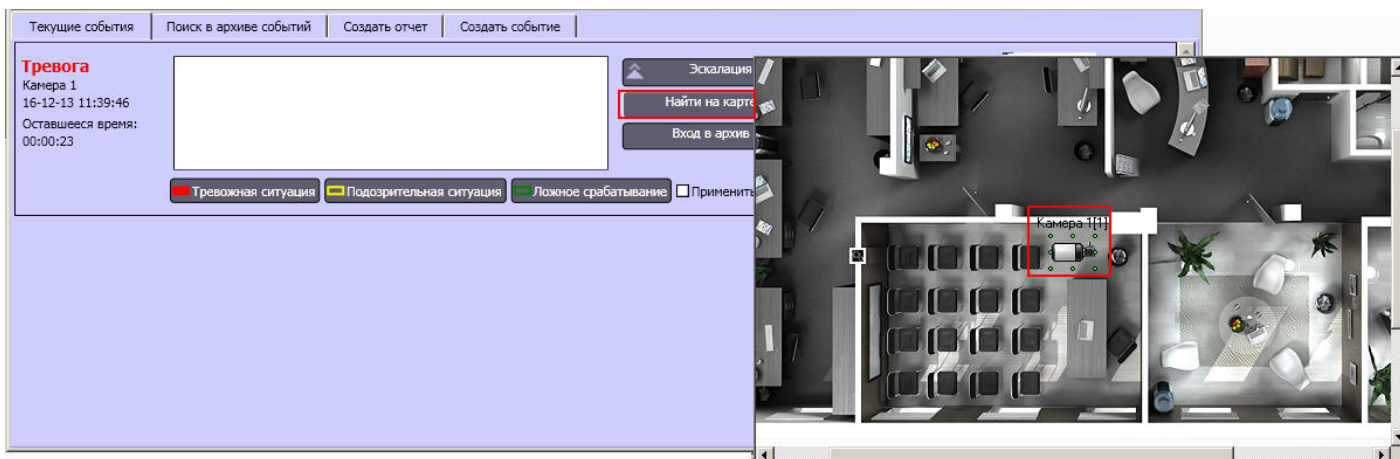 Текущие события
Поиск в архиве событий
Создать отчет
Создать событие
Тревога
Камера 1
16-12-13 11:39:46
Оставшееся время:
00:00:23
Эскалация
Найти на карте
Вход в архив
Тревожная ситуация
Подозрительная ситуация
Ложное срабатывание
Применить
Камера 1[1]